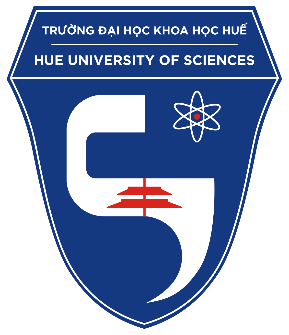 TRƯỜNG ĐẠI HỌC KHOA HỌC HUẾ
HUE UNIVERSITY OF SCIENCES